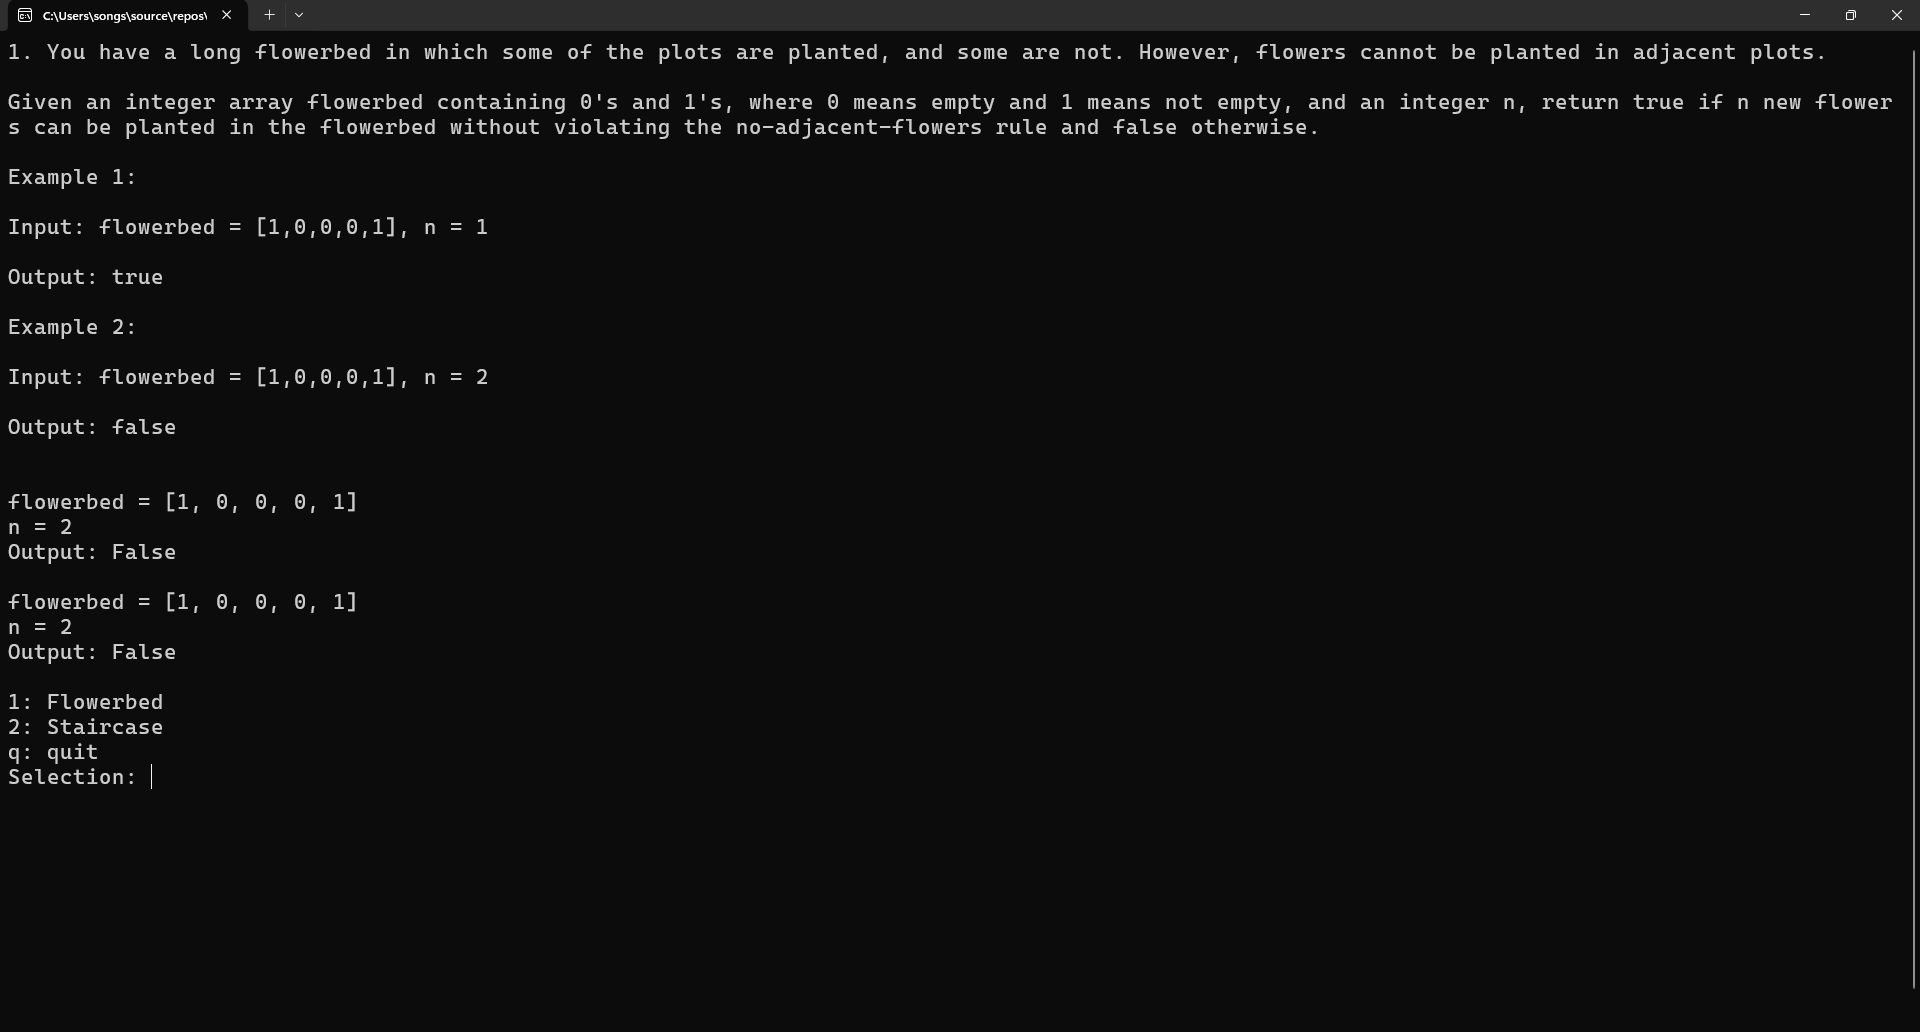 C:\Users\songs\source\repos\
1. You have a long flowerbed in which some of the plots are planted, and some are not. However, flowers cannot be planted in adjacent plots.
Given an integer array flowerbed containing 0's and 1's, where 0 means empty and 1 means not empty, and an integer n, return true if n new flower
s can be planted in the flowerbed without violating the no-adjacent-flowers rule and false otherwise.
Example 1:
Input: flowerbed = [1,0,0,0,1], n = 1
Output: true
Example 2:
Input: flowerbed = [1,0,0,0,1], n = 2
Output: false
flowerbed = [1, 0, 0, 0, 1]
n = 2
Output: False
flowerbed = [1, 0, 0, 0, 1]
n = 2
Output: False
1: Flowerbed
2: Staircase
q: quit
Selection: